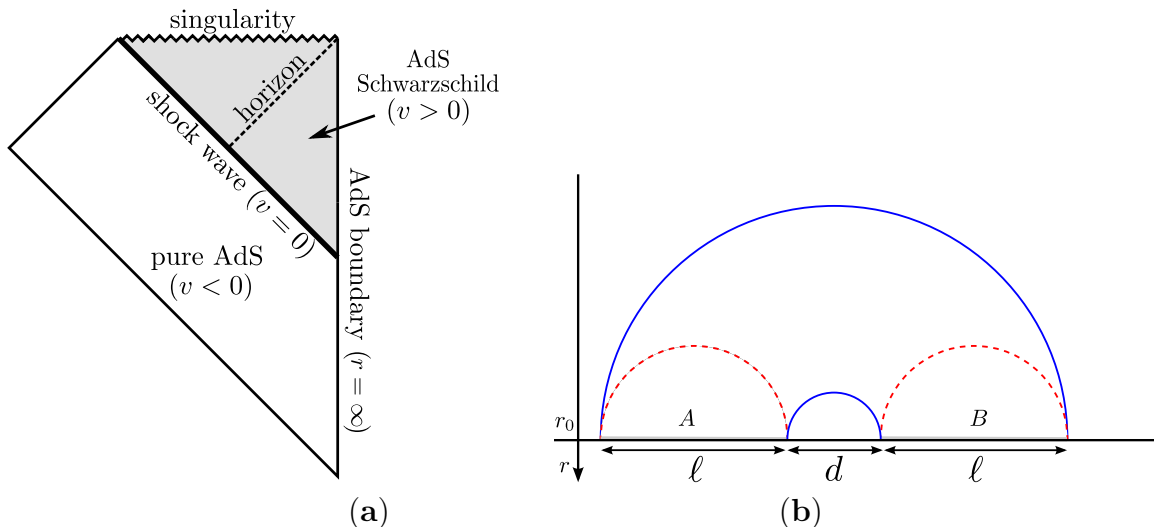 singularity
horizon
AdS
Schwarzschild
(v > 0)
shock wave (v = 0)
AdS boundary (r = ∞)
pure AdS
(v < 0)
(a)
r₀
r
A
B
ℓ
d
ℓ
(b)